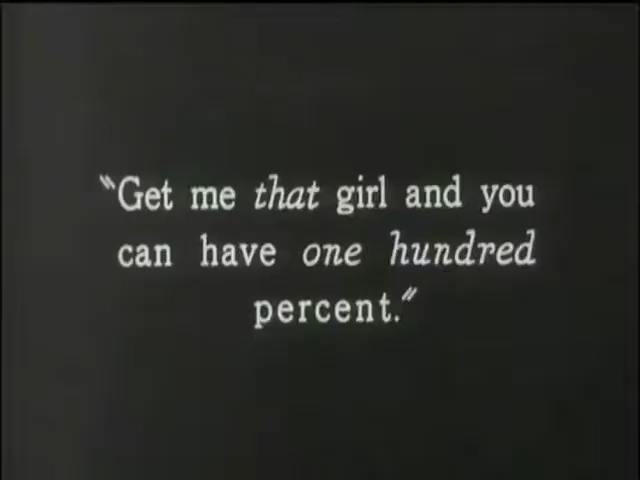 "Get me that girl and you
can have one hundred
percent."